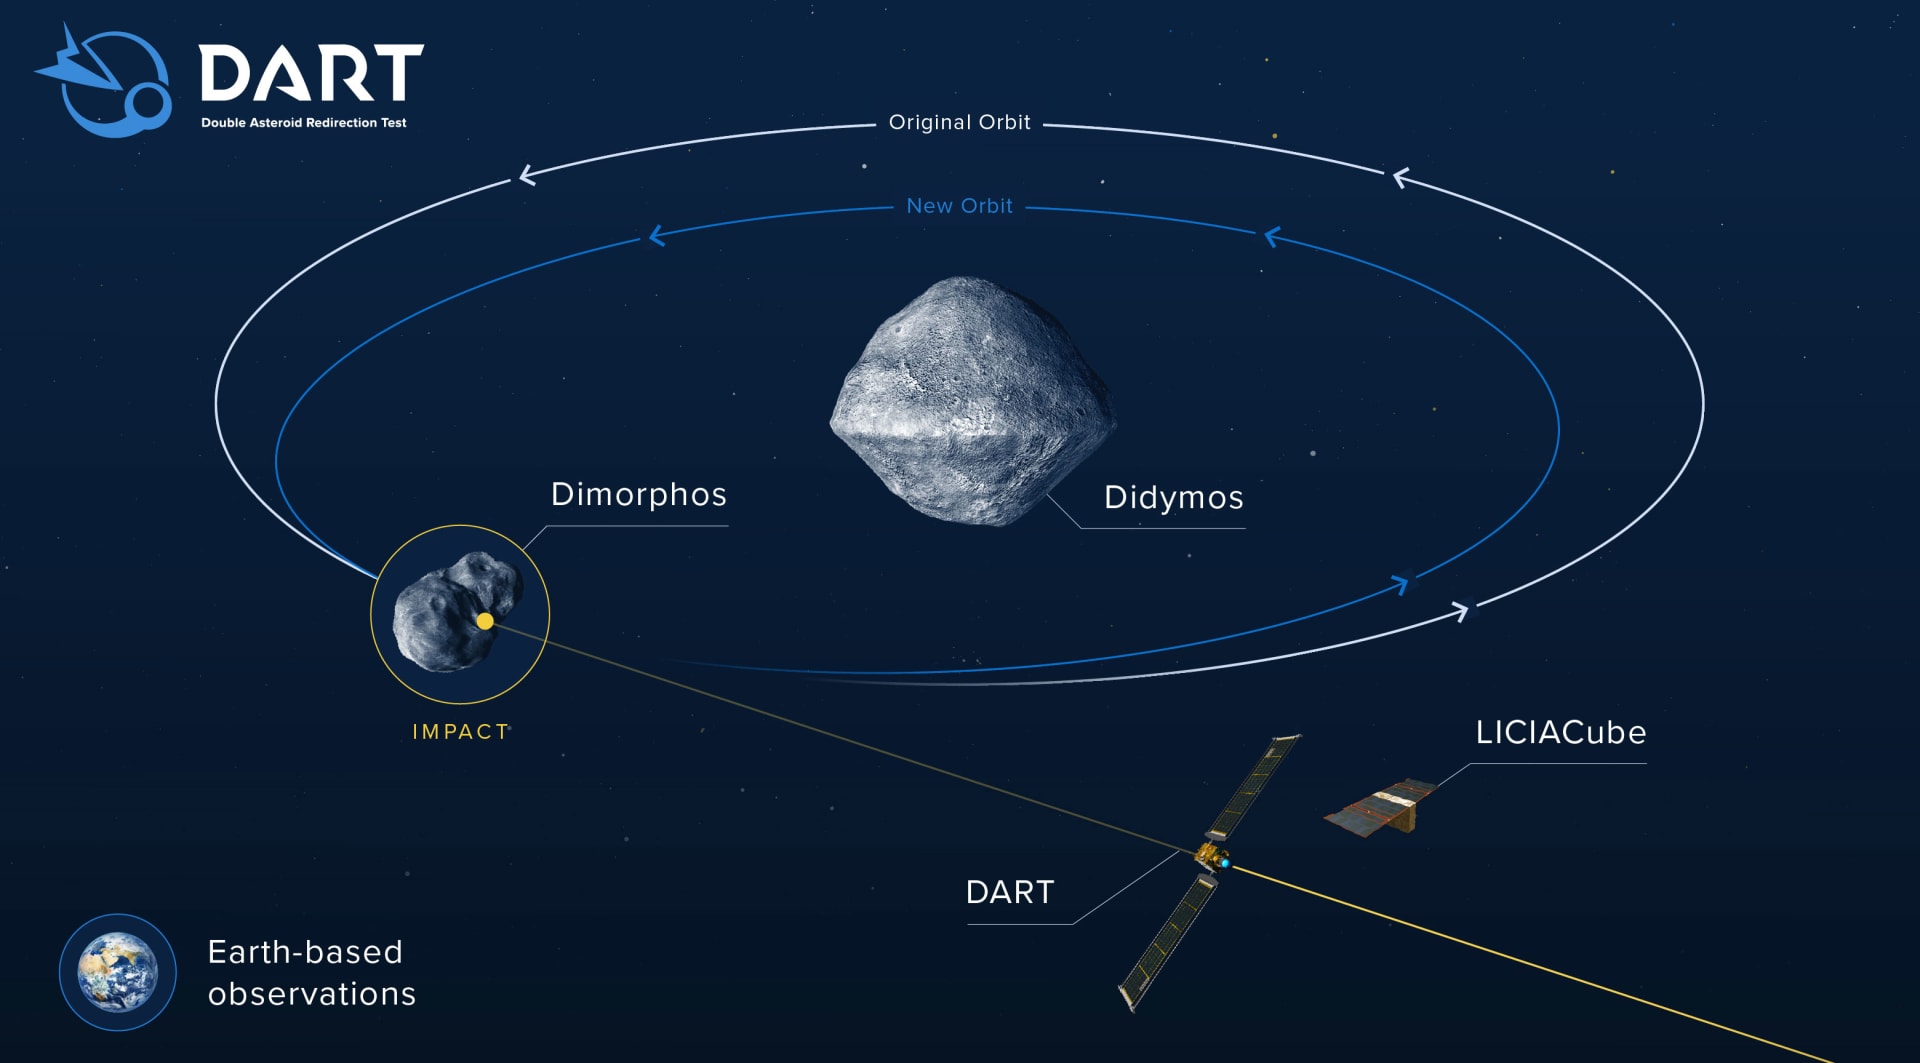 DART
Double Asteroid Redirection Test
Original Orbit
New Orbit
Dimorphos
Didymos
IMPACT
LICIACube
DART
Earth-based
observations